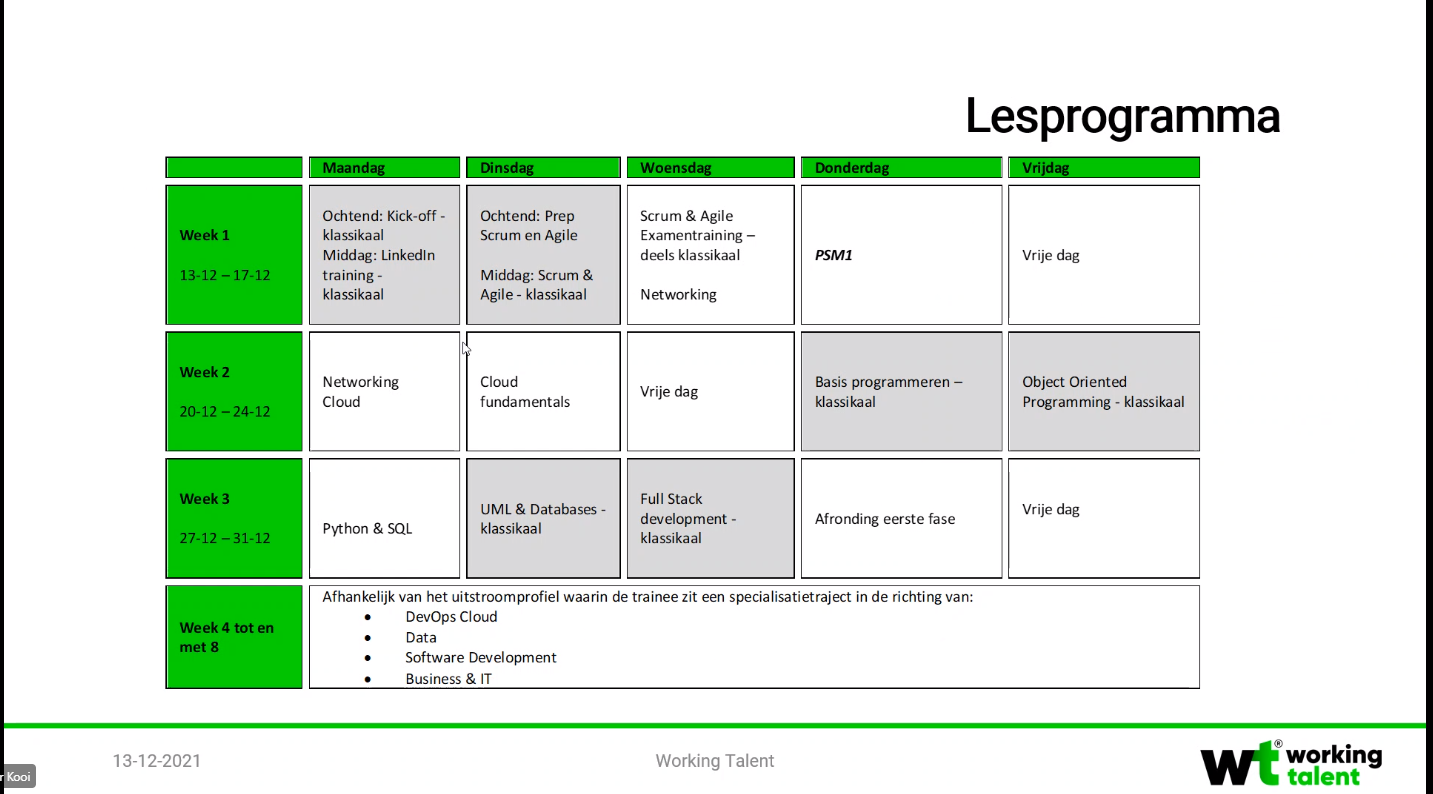 Lesprogramma
Maandag
Dinsdag
Woensdag
Donderdag
Vrijdag
Week 1
13-12 – 17-12
Ochtend: Kick-off -
klassikaal
Middag: LinkedIn
training -
klassikaal
Ochtend: Prep
Scrum en Agile
Middag: Scrum &
Agile - klassikaal
Scrum & Agile
Examentraining –
deels klassikaal
Networking
PSM1
Vrije dag
Week 2
20-12 – 24-12
Networking
Cloud
Cloud
fundamentals
Vrije dag
Basis programmeren –
klassikaal
Object Oriented
Programming - klassikaal
Week 3
27-12 – 31-12
Python & SQL
UML & Databases -
klassikaal
Full Stack
development -
klassikaal
Afronding eerste fase
Vrije dag
Week 4 tot en
met 8
Afhankelijk van het uitstroomprofiel waarin de trainee zit een specialisatietraject in de richting van:
• DevOps Cloud
• Data
• Software Development
• Business & IT
13-12-2021
Working Talent
wt® working
talent
r Kooi